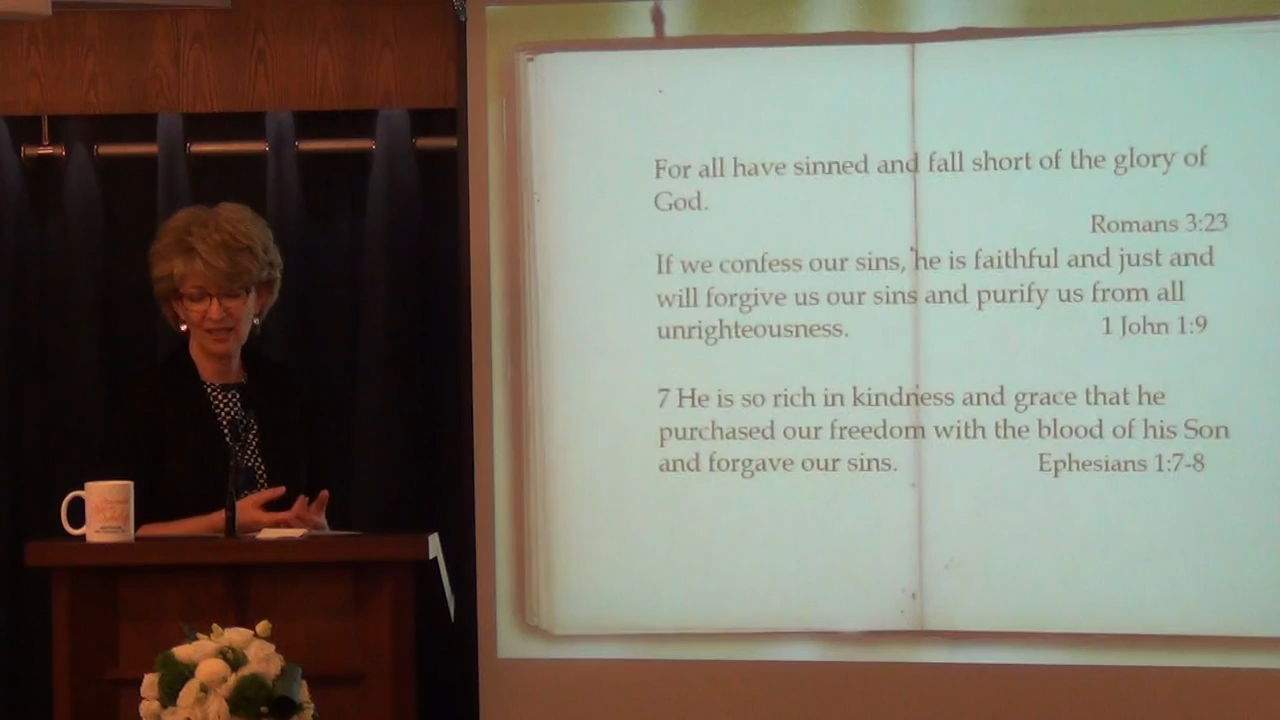 For all have sinned and fall short of the glory of
God.
Romans 3:23
If we confess our sins, he is faithful and just and
will forgive us our sins and purify us from all
unrighteousness. 1 John 1:9
7 He is so rich in kindness and grace that he
purchased our freedom with the blood of his Son
and forgave our sins. Ephesians 1:7-8